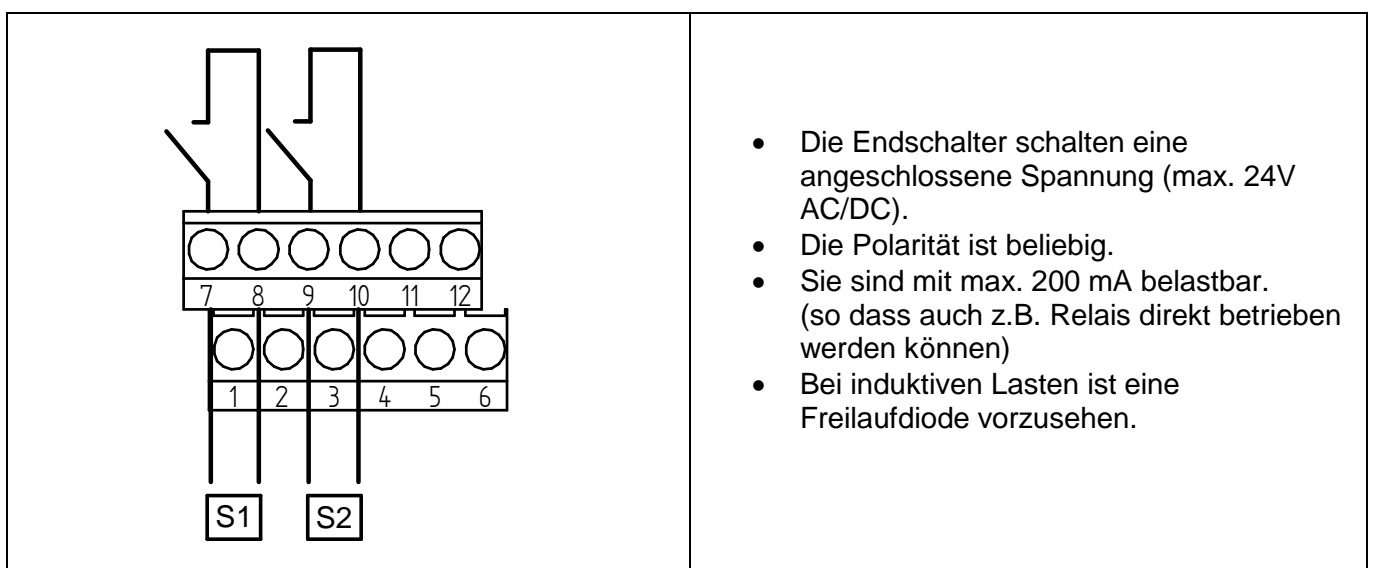 7 8 9 10 11 12
1 2 3 4 5 6
S1 S2
• Die Endschalter schalten eine
angeschlossene Spannung (max. 24V
AC/DC).
• Die Polarität ist beliebig.
• Sie sind mit max. 200 mA belastbar.
(so dass auch z.B. Relais direkt betrieben
werden können)
• Bei induktiven Lasten ist eine
Freilaufdiode vorzusehen.